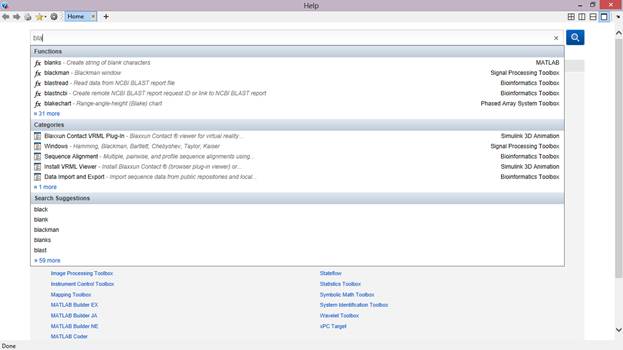 Help
Home
bla
Functions
fx blanks - Create string of blank characters MATLAB
fx blackman - Blackman window Signal Processing Toolbox
fx blastread - Read data from NCBI BLAST report file Bioinformatics Toolbox
fx blastncbi - Create remote NCBI BLAST report request ID or link to NCBI BLAST report Bioinformatics Toolbox
fx blakechart - Range-angle-height (Blake) chart Phased Array System Toolbox
31 more
Categories
Blaxxun Contact VRML Plug-In - Blaxxun Contact ® viewer for virtual reality... Simulink 3D Animation
Windows - Hamming, Blackman, Bartlett, Chebyshev, Taylor, Kaiser Signal Processing Toolbox
Sequence Alignment - Multiple, pairwise, and profile sequence alignments using... Bioinformatics Toolbox
Install VRML Viewer - Install Blaxxun Contact ® (browser plug-in viewer) or... Simulink 3D Animation
Data Import and Export - Import sequence data from public repositories and local... Bioinformatics Toolbox
1 more
Search Suggestions
black
blank
blackman
blanks
blast
59 more
Image Processing Toolbox Stateflow
Instrument Control Toolbox Statistics Toolbox
Mapping Toolbox Symbolic Math Toolbox
MATLAB Builder EX System Identification Toolbox
MATLAB Builder JA Wavelet Toolbox
MATLAB Builder NE xPC Target
MATLAB Coder
Done